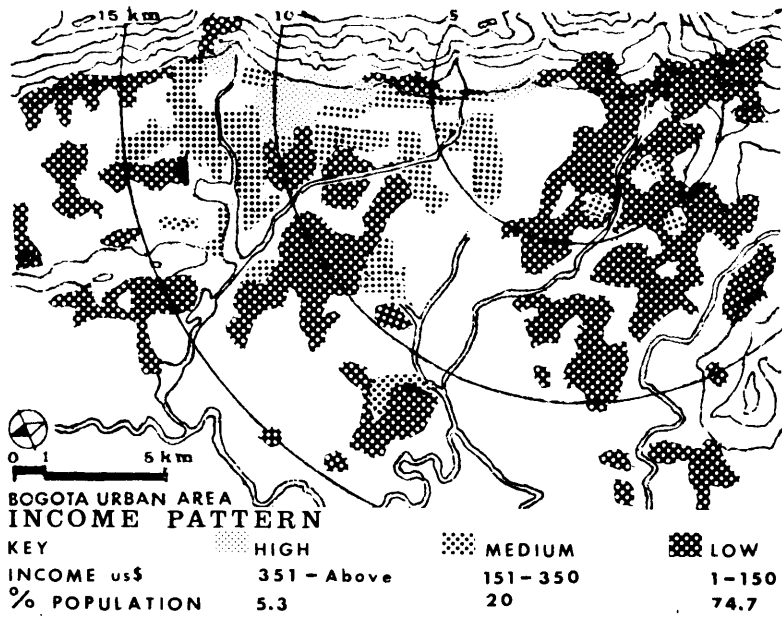 15 km 10 5
0 1 5 km
BOGOTA URBAN AREA
INCOME PATTERN
KEY HIGH MEDIUM LOW
INCOME us$ 351 - Above 151-350 1-150
% POPULATION 5.3 20 74.7